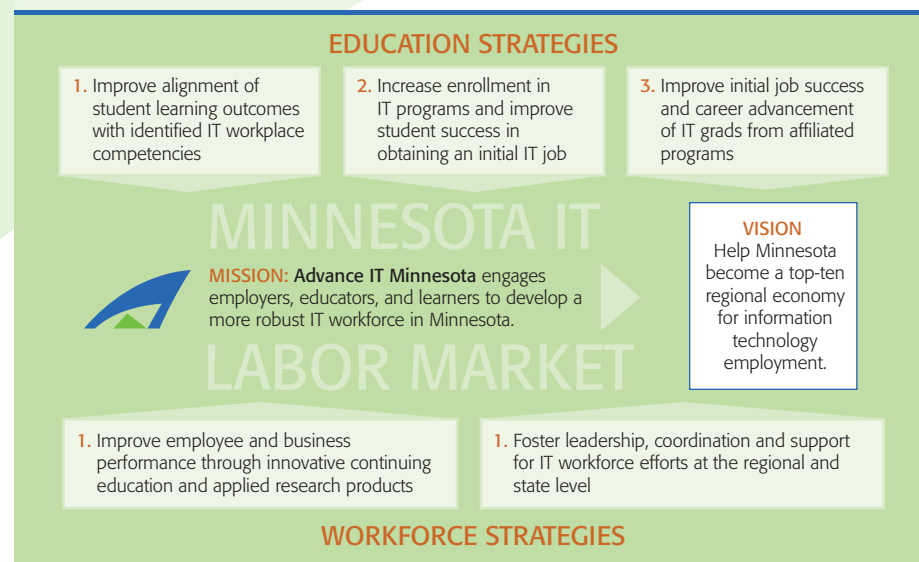 EDUCATION STRATEGIES
1. Improve alignment of
student learning outcomes
with identified IT workplace
competencies
2. Increase enrollment in
IT programs and improve
student success in
obtaining an initial IT job
3. Improve initial job success
and career advancement
of IT grads from affiliated
programs
MINNESOTA IT
MISSION: Advance IT Minnesota engages
employers, educators, and learners to develop a
more robust IT workforce in Minnesota.
LABOR MARKET
VISION
Help Minnesota
become a top-ten
regional economy
for information
technology
employment.
1. Improve employee and business
performance through innovative continuing
education and applied research products
1. Foster leadership, coordination and support
for IT workforce efforts at the regional and
state level
WORKFORCE STRATEGIES